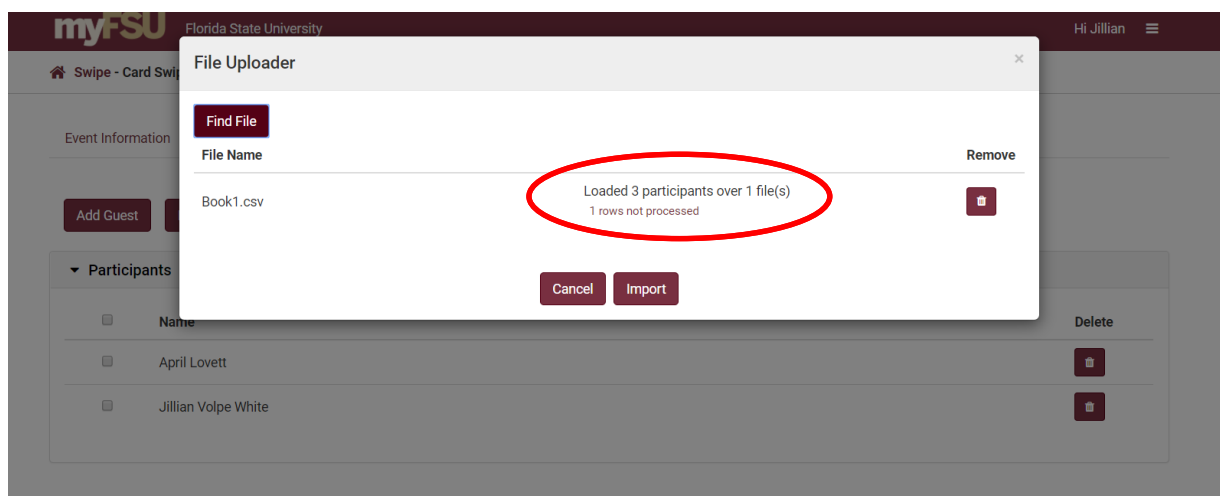 myFSU Florida State University Hi Jillian
Swipe - Card Swip
File Uploader ×
Find File
Event Information
File Name Remove
Book1.csv Loaded 3 participants over 1 file(s)
1 rows not processed
Add Guest
Cancel Import
Participants
Name Delete
April Lovett
Jillian Volpe White